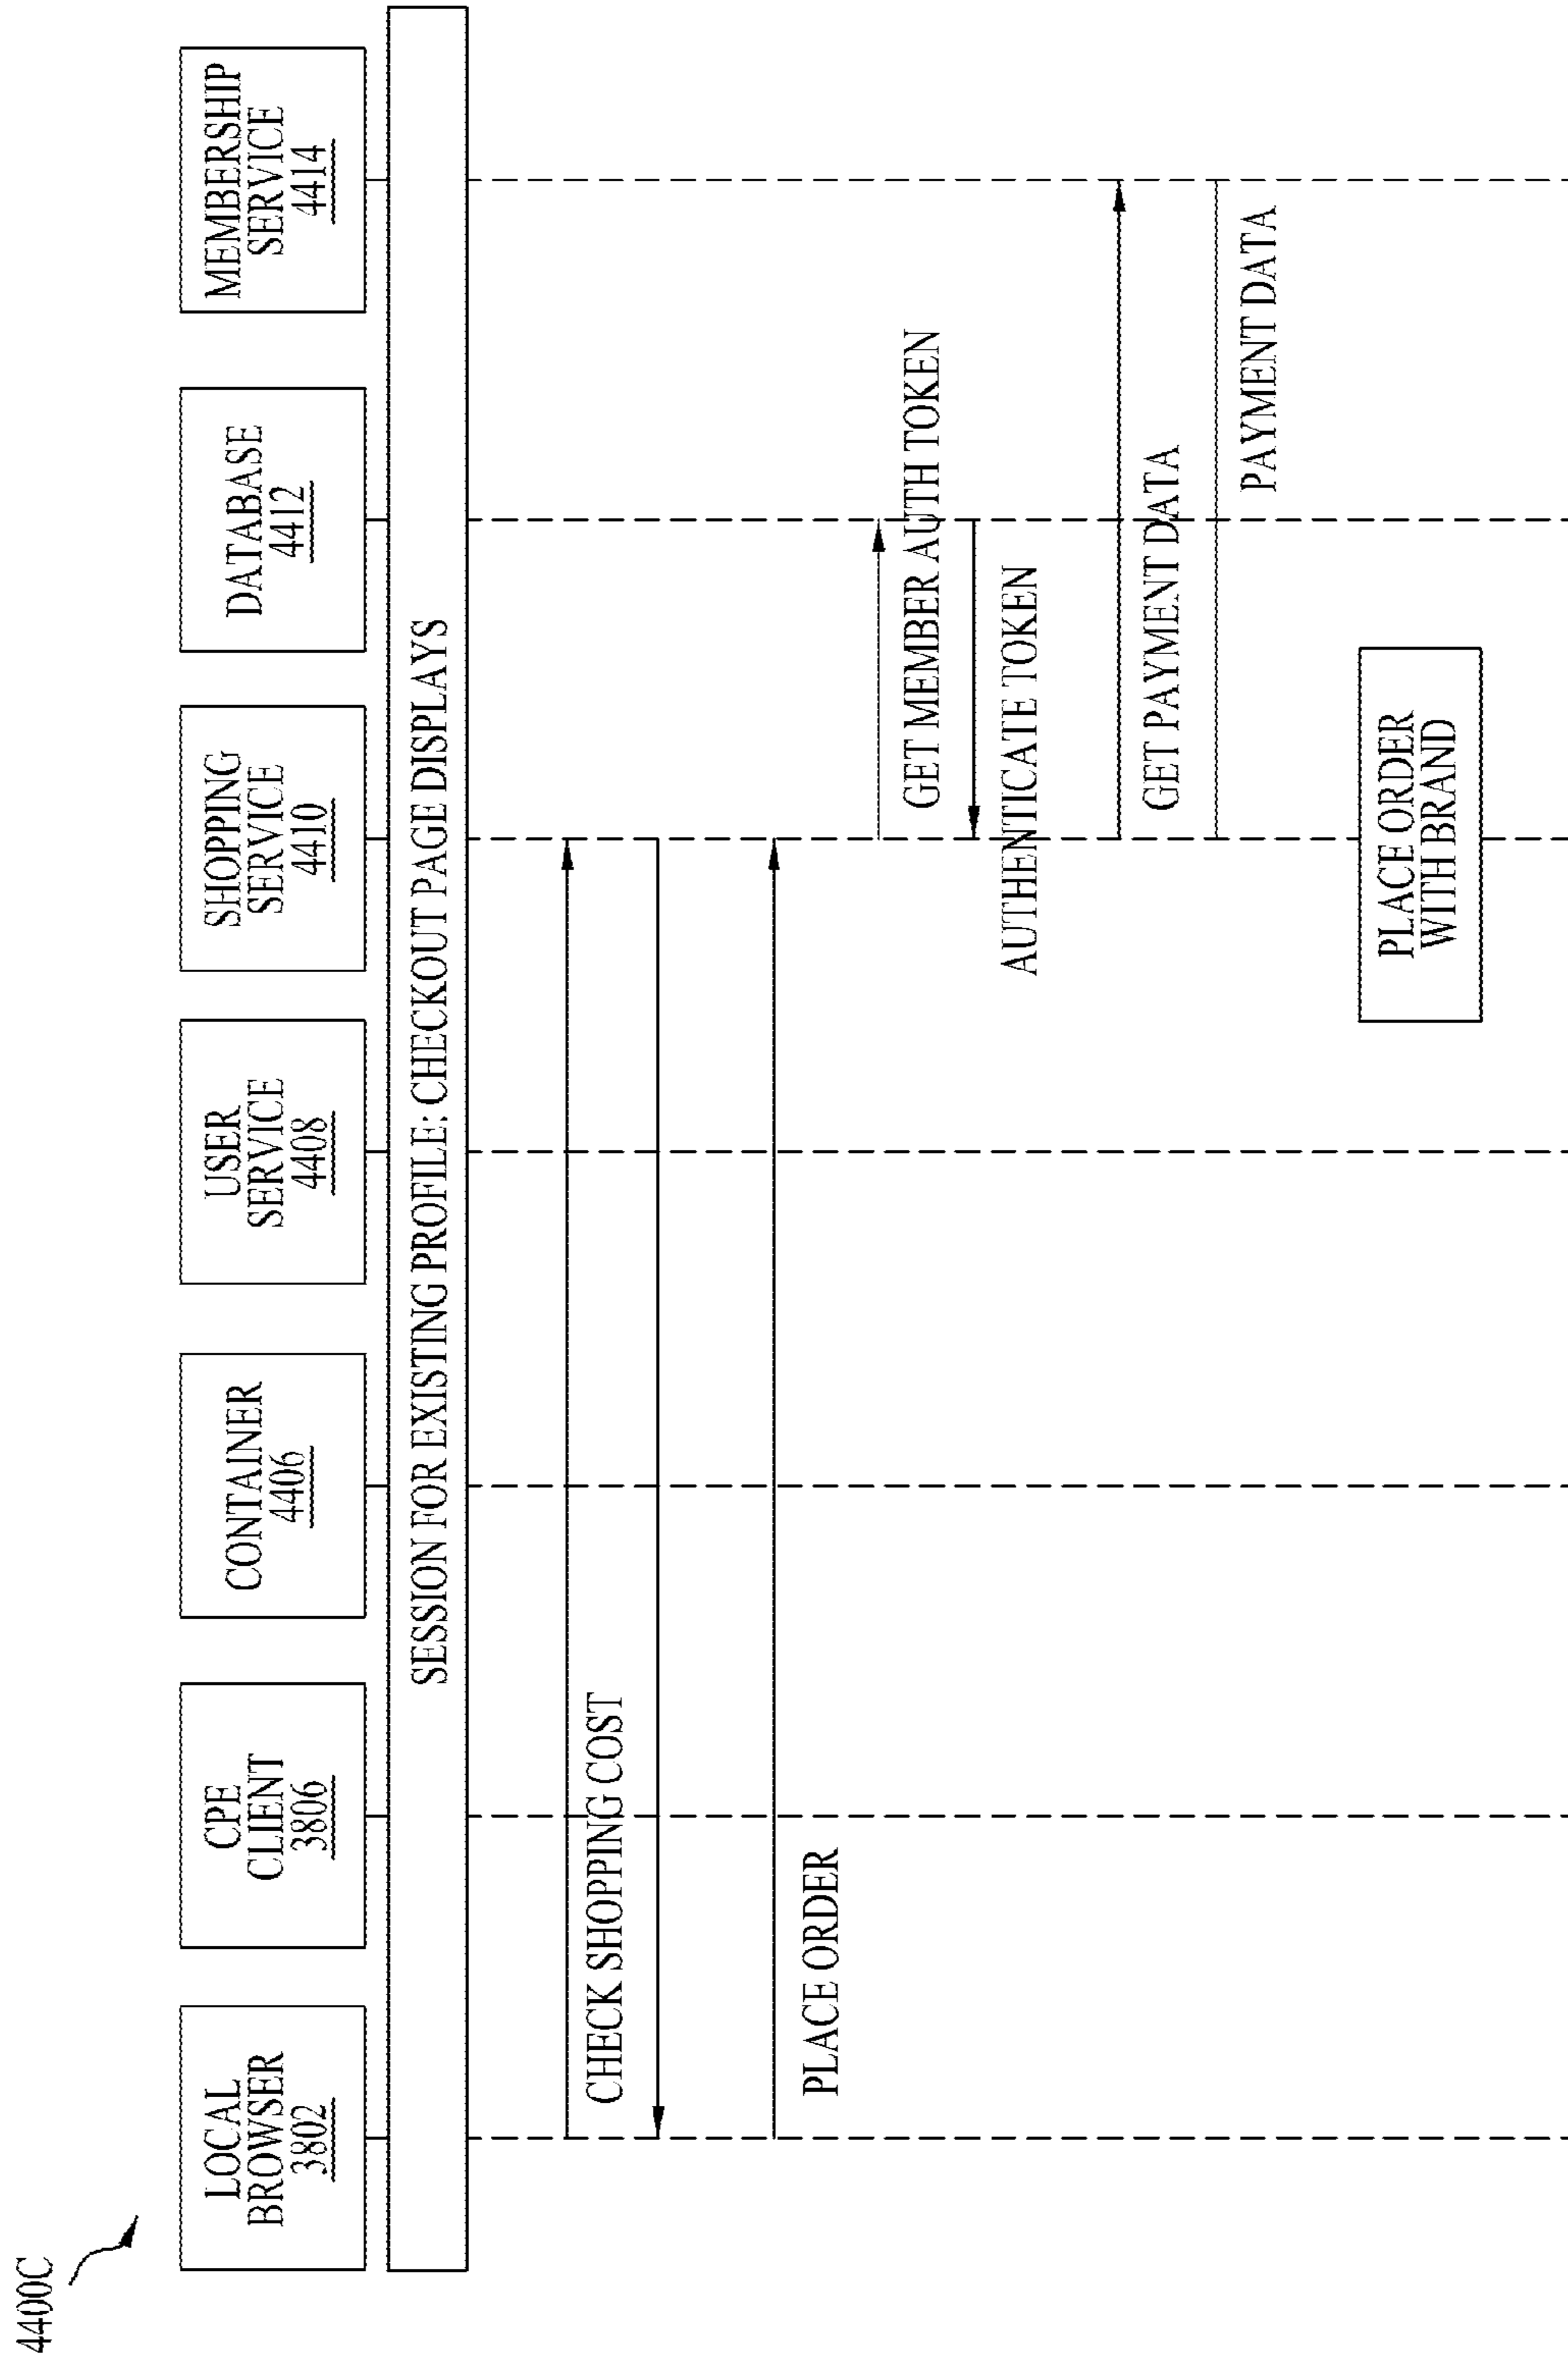 4400C
LOCAL
BROWSER
3802
CPE
CLIENT
3806
CONTAINER
4406
USER
SERVICE
4408
SHOPPING
SERVICE
4410
DATABASE
4412
MEMBERSHIP
SERVICE
4414
SESSION FOR EXISTING PROFILE: CHECKOUT PAGE DISPLAYS
CHECK SHOPPING COST
PLACE ORDER
GET MEMBER AUTH TOKEN
AUTHENTICATE TOKEN
GET PAYMENT DATA
PAYMENT DATA
PLACE ORDER
WITH BRAND